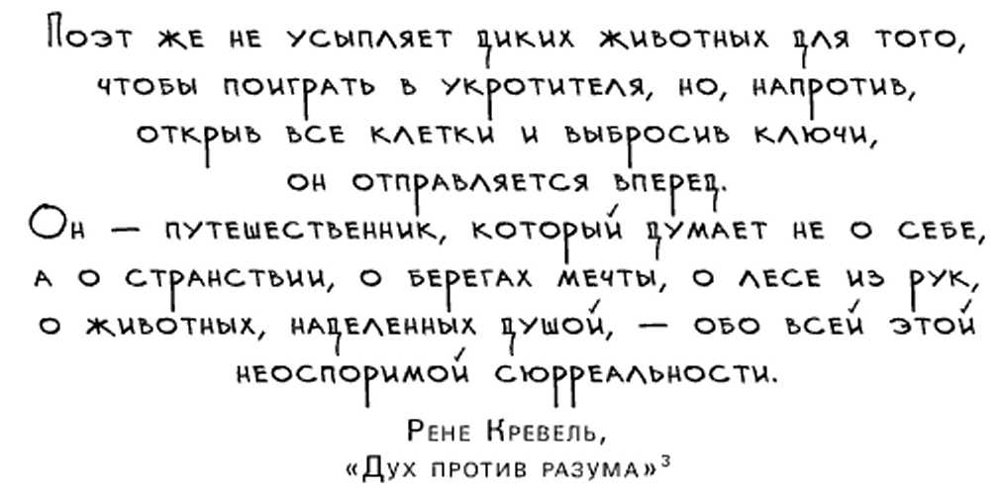 Поэт же не усыпляет диких животных для того,
чтобы поиграть в укротителя, но, напротив,
открыв все клетки и выбросив ключи,
он отправляется вперед.
Он — путешественник, который думает не о себе,
а о странствии, о берегах мечты, о лесе из рук,
о животных, наделенных душой, — обо всей этой
неоспоримой сюрреальности.
Рене Кревель,
«Дух против разума»³